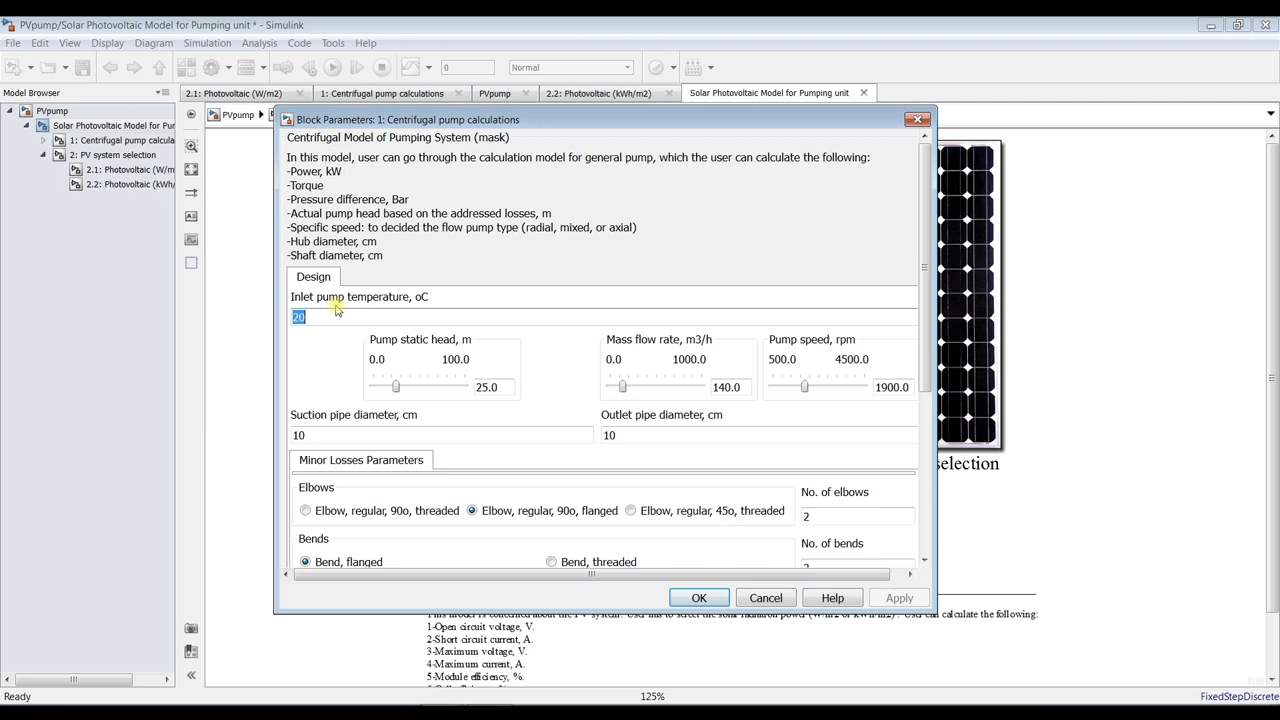 PVpump/Solar Photovoltaic Model for Pumping unit * - Simulink
File Edit View Display Diagram Simulation Analysis Code Tools Help
0 Normal
Model Browser
2.1: Photovoltaic (W/m2) 1: Centrifugal pump calculations PVpump 2.2: Photovoltaic (kWh/m2) Solar Photovoltaic Model for Pumping unit
PVpump
Solar Photovoltaic Model for Pum
1: Centrifugal pump calcula
2: PV system selection
2.1: Photovoltaic (W/m
2.2: Photovoltaic (kWh/
PVpump
Block Parameters: 1: Centrifugal pump calculations
Centrifugal Model of Pumping System (mask)
In this model, user can go through the calculation model for general pump, which the user can calculate the following:
-Power, kW
-Torque
-Pressure difference, Bar
-Actual pump head based on the addressed losses, m
-Specific speed: to decided the flow pump type (radial, mixed, or axial)
-Hub diameter, cm
-Shaft diameter, cm
Design
Inlet pump temperature, oC
20
Pump static head, m Mass flow rate, m3/h Pump speed, rpm
0.0 100.0 0.0 1000.0 500.0 4500.0
25.0 140.0 1900.0
Suction pipe diameter, cm Outlet pipe diameter, cm
10 10
Minor Losses Parameters
Elbows No. of elbows
Elbow, regular, 90o, threaded Elbow, regular, 90o, flanged Elbow, regular, 45o, threaded 2
Bends No. of bends
Bend, flanged Bend, threaded
OK Cancel Help Apply
selection
1-Open circuit voltage, V.
2-Short circuit current, A.
3-Maximum voltage, V.
4-Maximum current, A.
5-Module efficiency, %.
Ready 125% FixedStepDiscrete